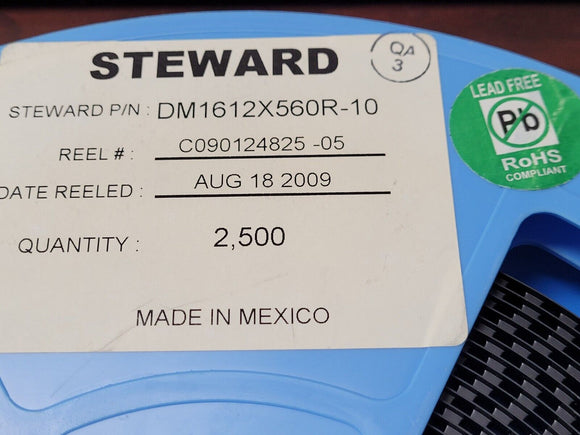 STEWARD
QA
3
STEWARD P/N : DM1612X560R-10
REEL # : C090124825 -05
DATE REELED : AUG 18 2009
QUANTITY : 2,500
MADE IN MEXICO
LEAD FREE
Pb
RoHS
COMPLIANT